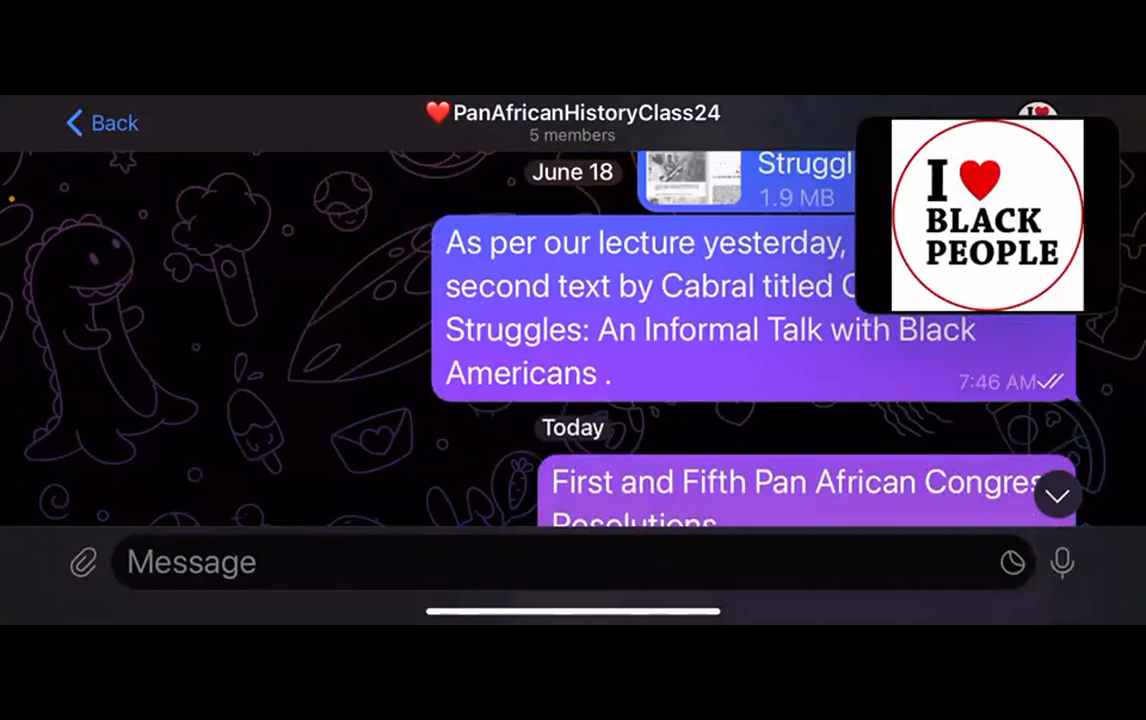 Back
❤️PanAfricanHistoryClass24
5 members
June 18
Struggl
1.9 MB
I ❤
BLACK
PEOPLE
As per our lecture yesterday,
second text by Cabral titled
Struggles: An Informal Talk with Black
Americans .
7:46 AM
Today
First and Fifth Pan African Congres
Resolutions
Message